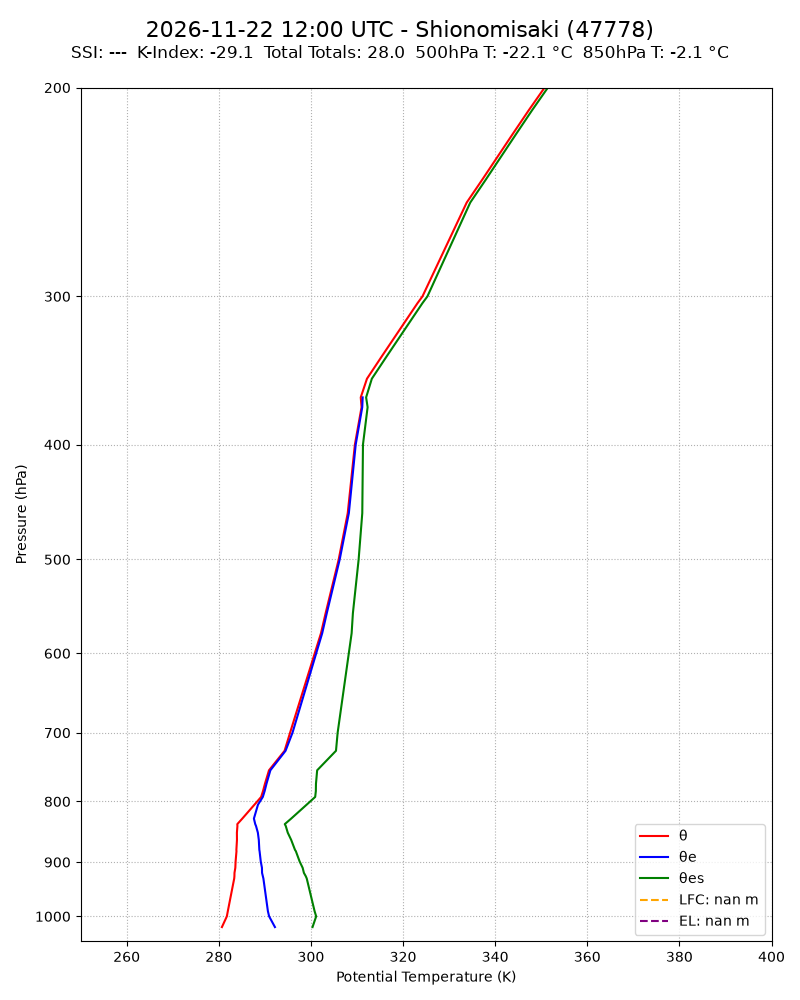 2026-11-22 12:00 UTC - Shionomisaki (47778)
SSI: --- K-Index: -29.1 Total Totals: 28.0 500hPa T: -22.1 °C 850hPa T: -2.1 °C
200
300
400
500
600
700
800
900
1000
Pressure (hPa)
260
280
300
320
340
360
380
400
Potential Temperature (K)
θ
θe
θes
LFC: nan m
EL: nan m